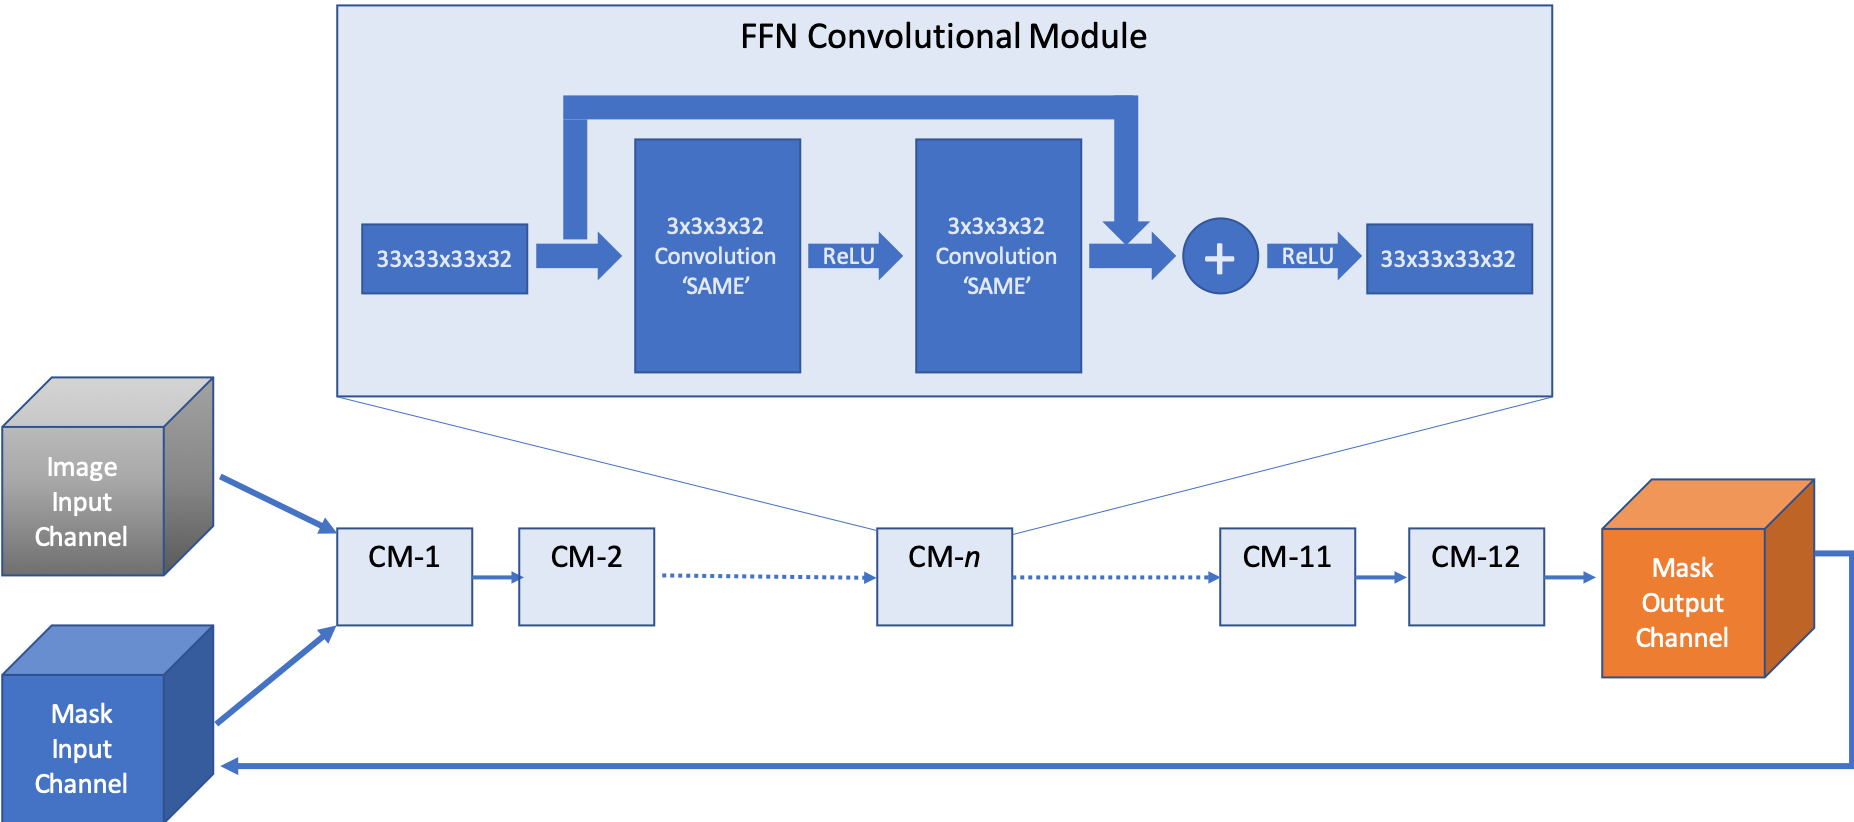 FFN Convolutional Module
33x33x33x32
3x3x3x32
Convolution
‘SAME’
ReLU
3x3x3x32
Convolution
‘SAME’
+
ReLU
33x33x33x32
Image
Input
Channel
Mask
Input
Channel
CM-1
CM-2
CM-n
CM-11
CM-12
Mask
Output
Channel